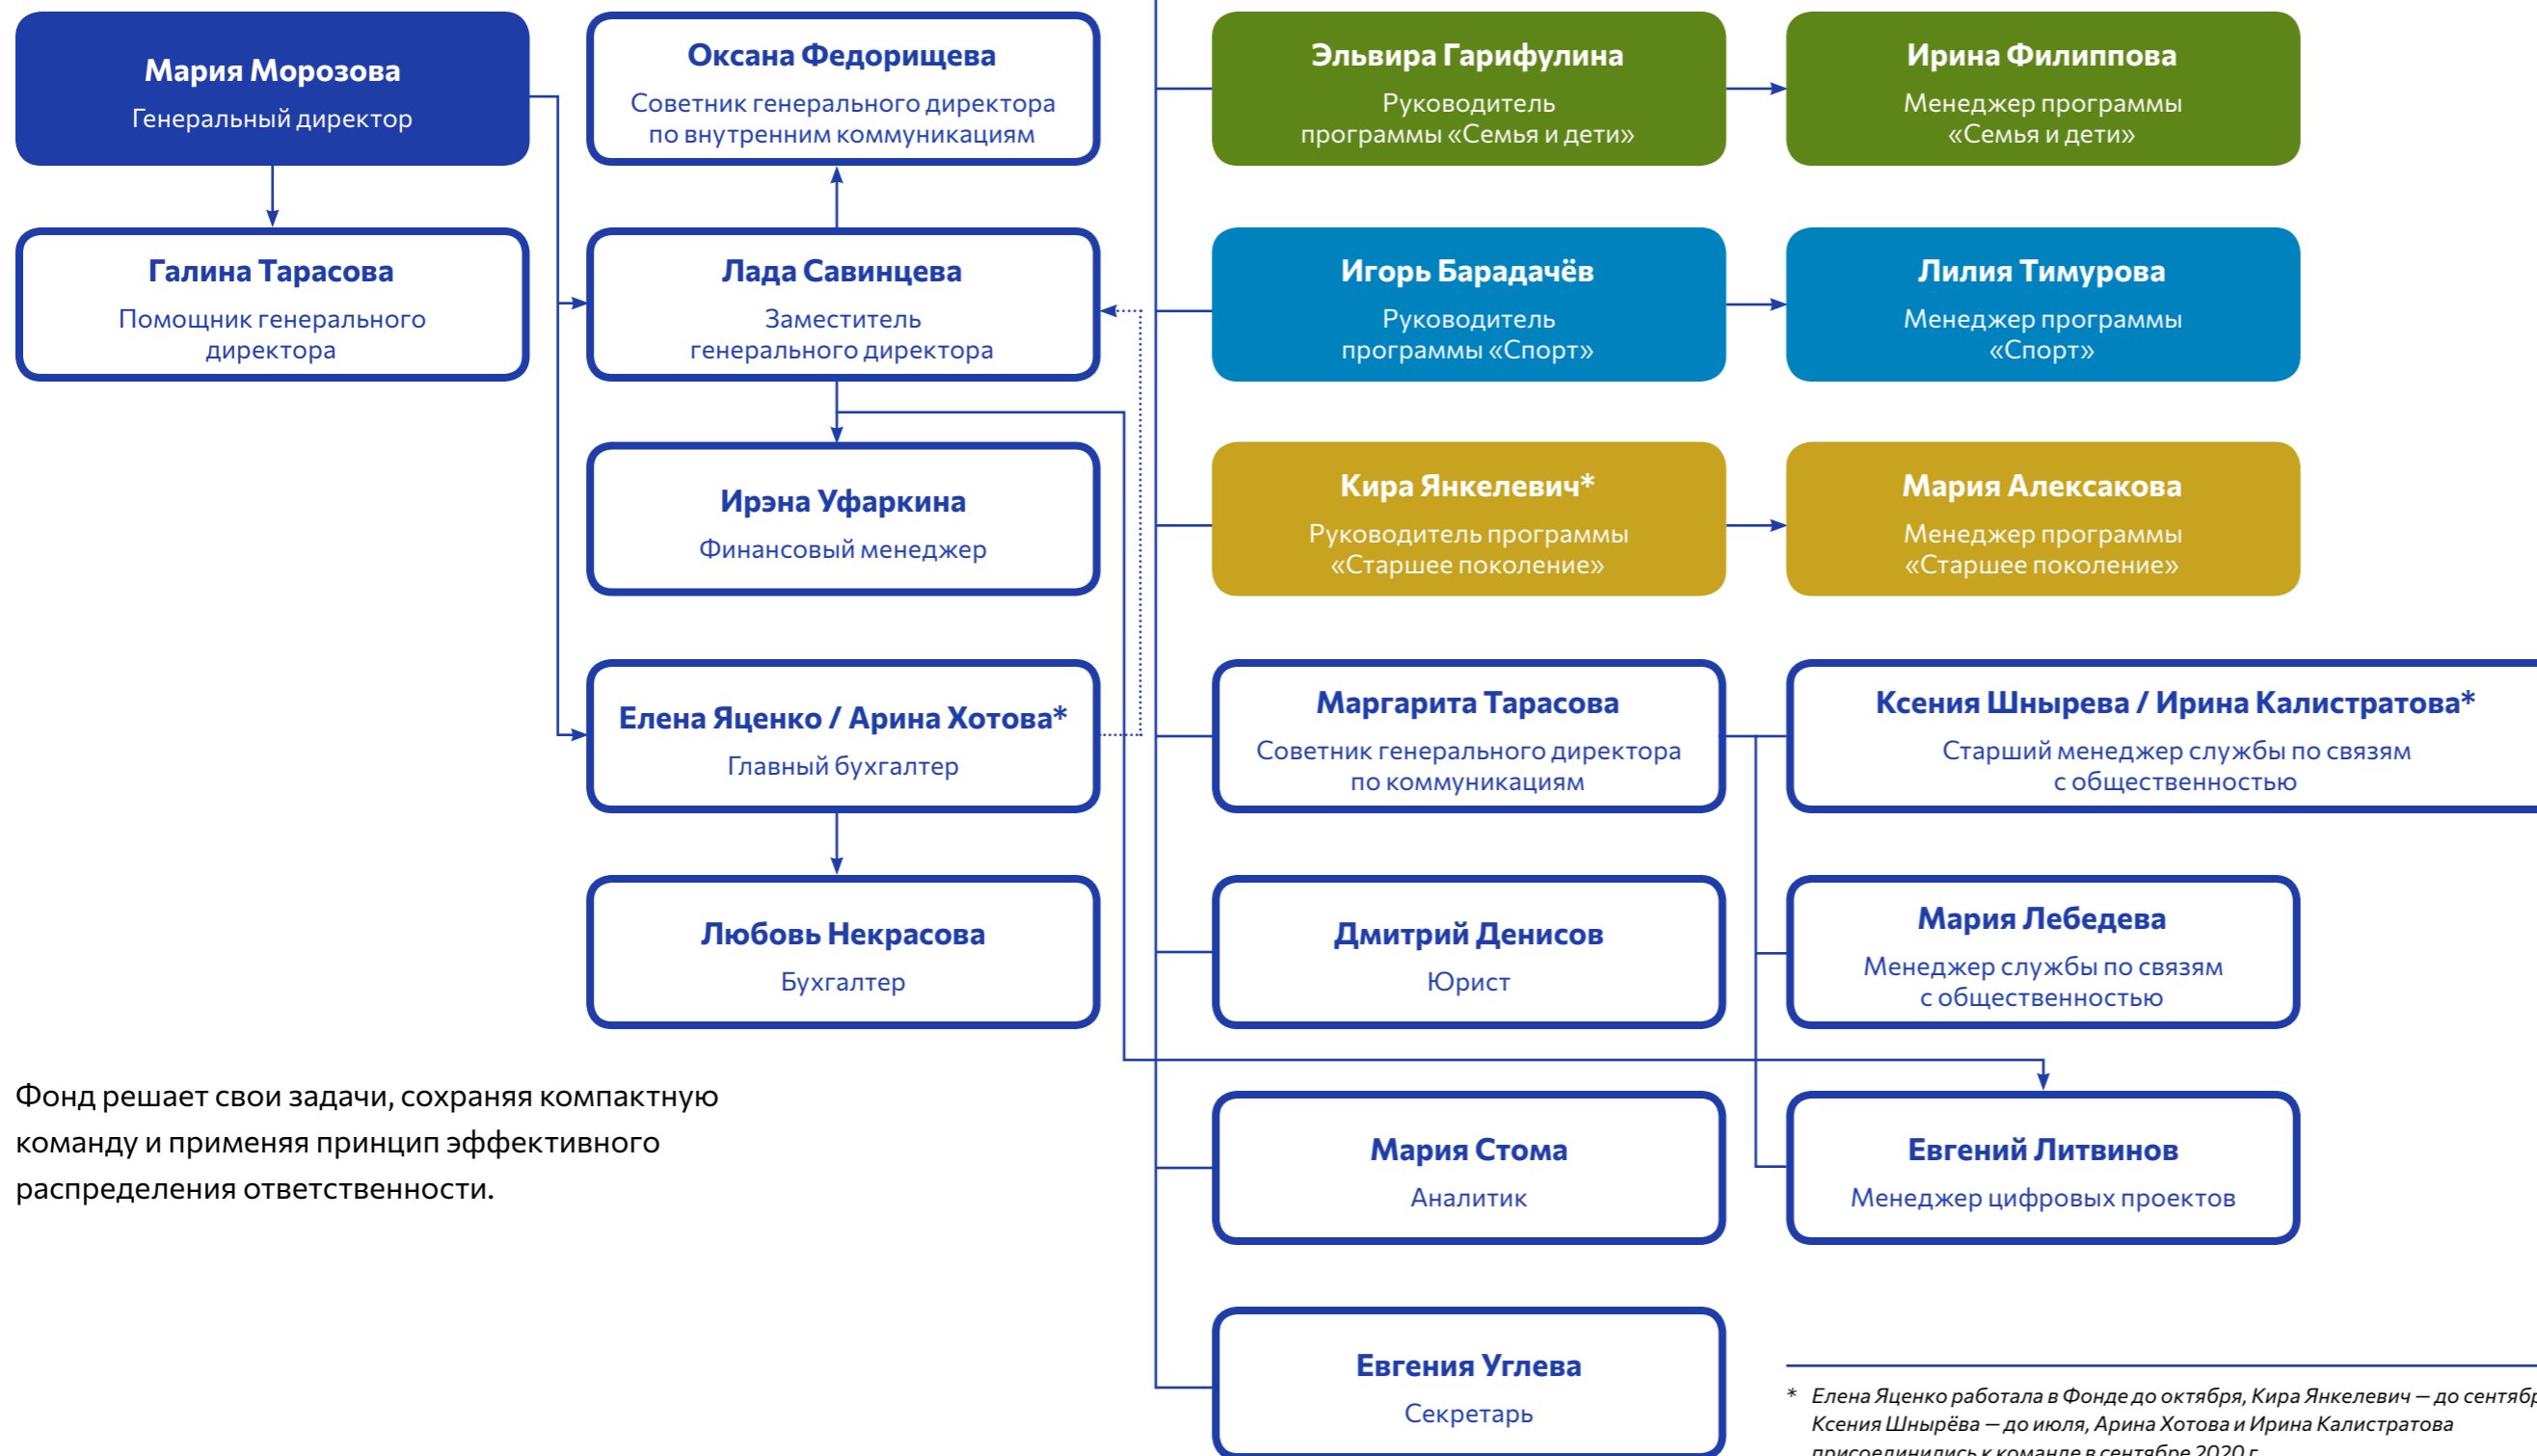 Мария Морозова
Генеральный директор
Галина Тарасова
Помощник генерального
директора
Оксана Федорищева
Советник генерального директора
по внутренним коммуникациям
Лада Савинцева
Заместитель
генерального директора
Ирэна Уфаркина
Финансовый менеджер
Елена Яценко / Арина Хотова*
Главный бухгалтер
Любовь Некрасова
Бухгалтер
Фонд решает свои задачи, сохраняя компактную
команду и применяя принцип эффективного
распределения ответственности.
Эльвира Гарифулина
Руководитель
программы «Семья и дети»
Ирина Филиппова
Менеджер программы
«Семья и дети»
Игорь Барадачёв
Руководитель
программы «Спорт»
Лилия Тимурова
Менеджер программы
«Спорт»
Кира Янкелевич*
Руководитель программы
«Старшее поколение»
Мария Алексакова
Менеджер программы
«Старшее поколение»
Маргарита Тарасова
Советник генерального директора
по коммуникациям
Ксения Шнырева / Ирина Калистратова*
Старший менеджер службы по связям
с общественностью
Дмитрий Денисов
Юрист
Мария Лебедева
Менеджер службы по связям
с общественностью
Мария Стома
Аналитик
Евгений Литвинов
Менеджер цифровых проектов
Евгения Углева
Секретарь
* Елена Яценко работала в Фонде до октября, Кира Янкелевич — до сентябр
Ксения Шнырёва — до июля, Арина Хотова и Ирина Калистратова
присоединились к команде в сентябре 2020 г.